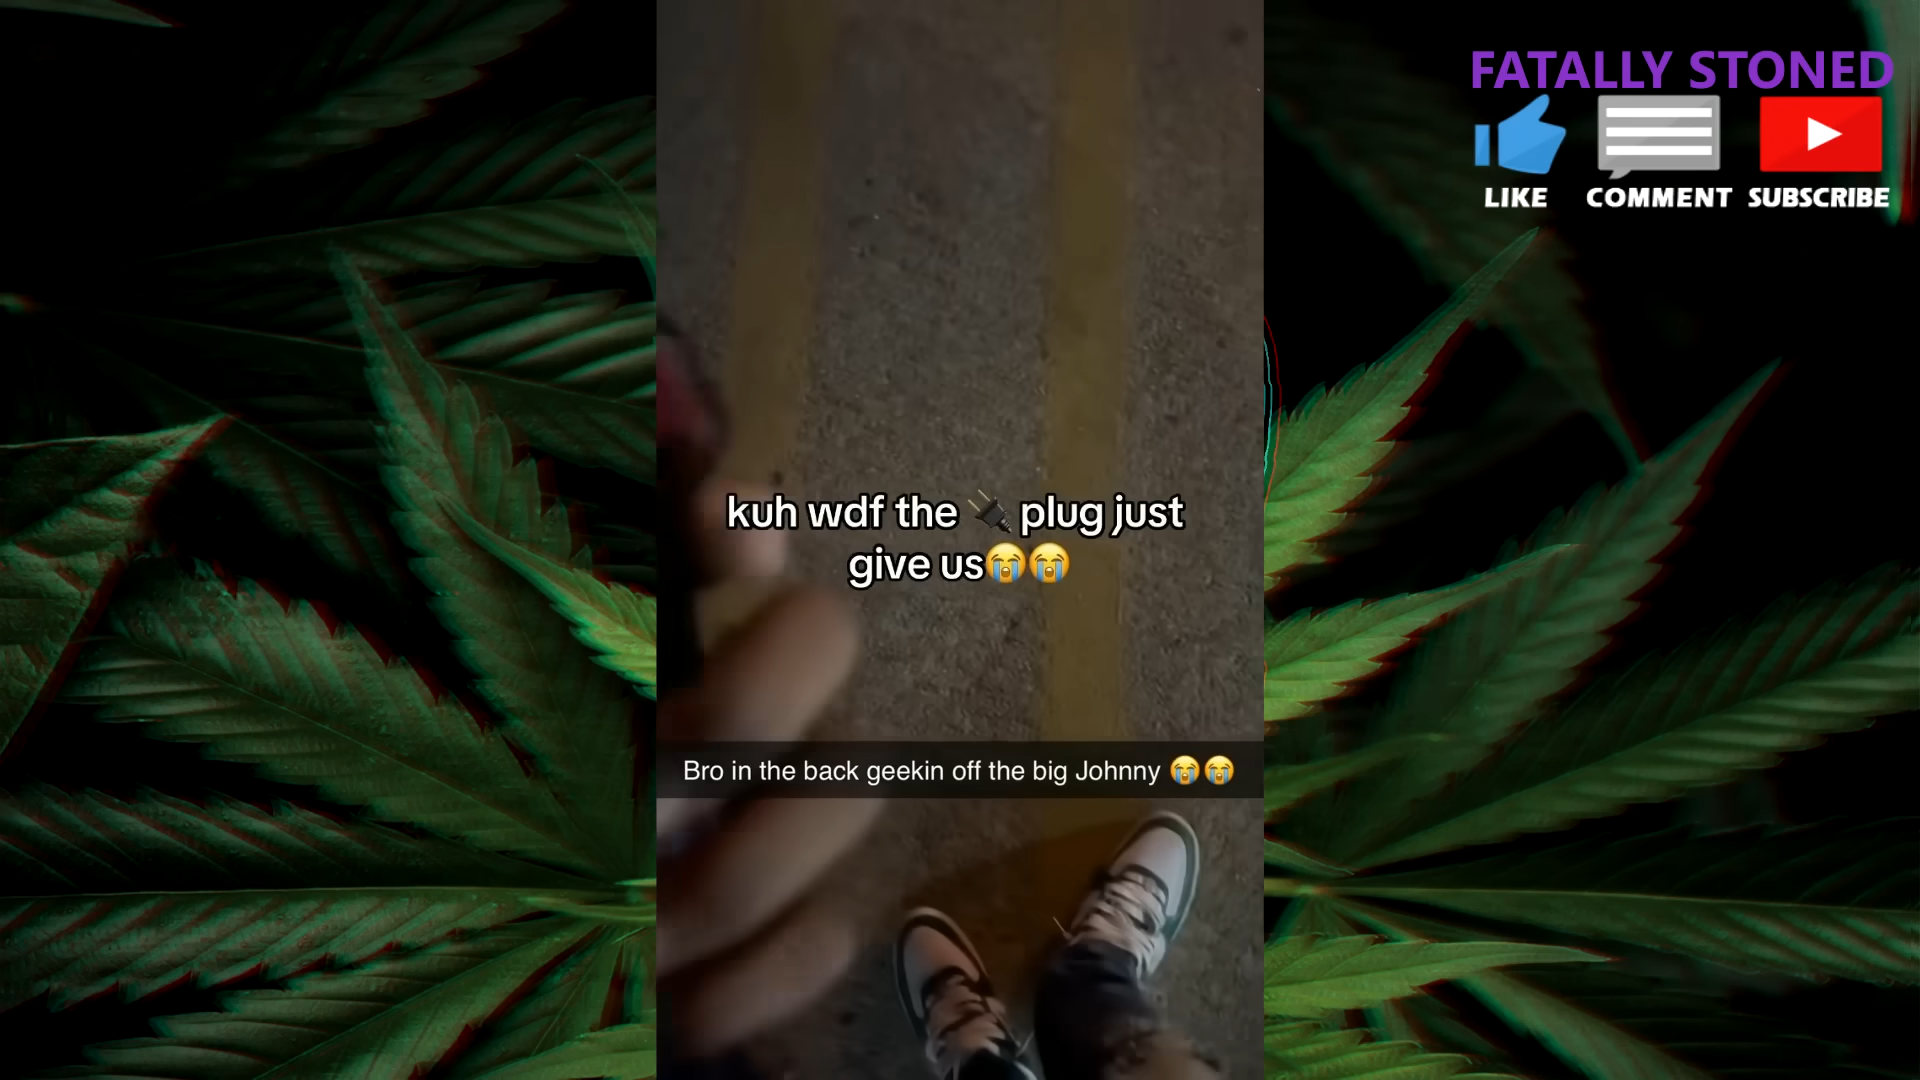 FATALLY STONED
LIKE COMMENT SUBSCRIBE
kuh wdf the 🔌 plug just
give us😭😭
Bro in the back geekin off the big Johnny 😭😭